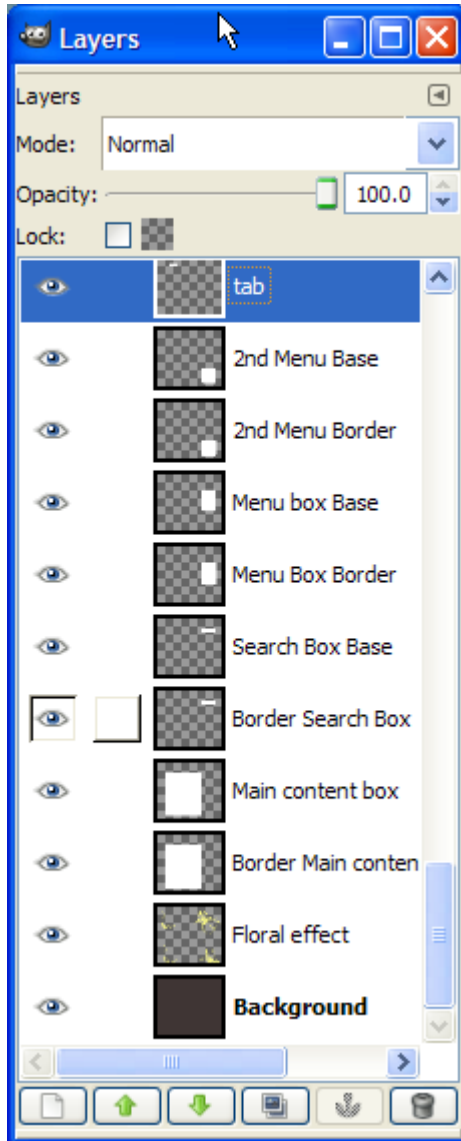 Layers
Layers
Mode: Normal
Opacity: 100.0
Lock:
tab
2nd Menu Base
2nd Menu Border
Menu box Base
Menu Box Border
Search Box Base
Border Search Box
Main content box
Border Main conten
Floral effect
Background